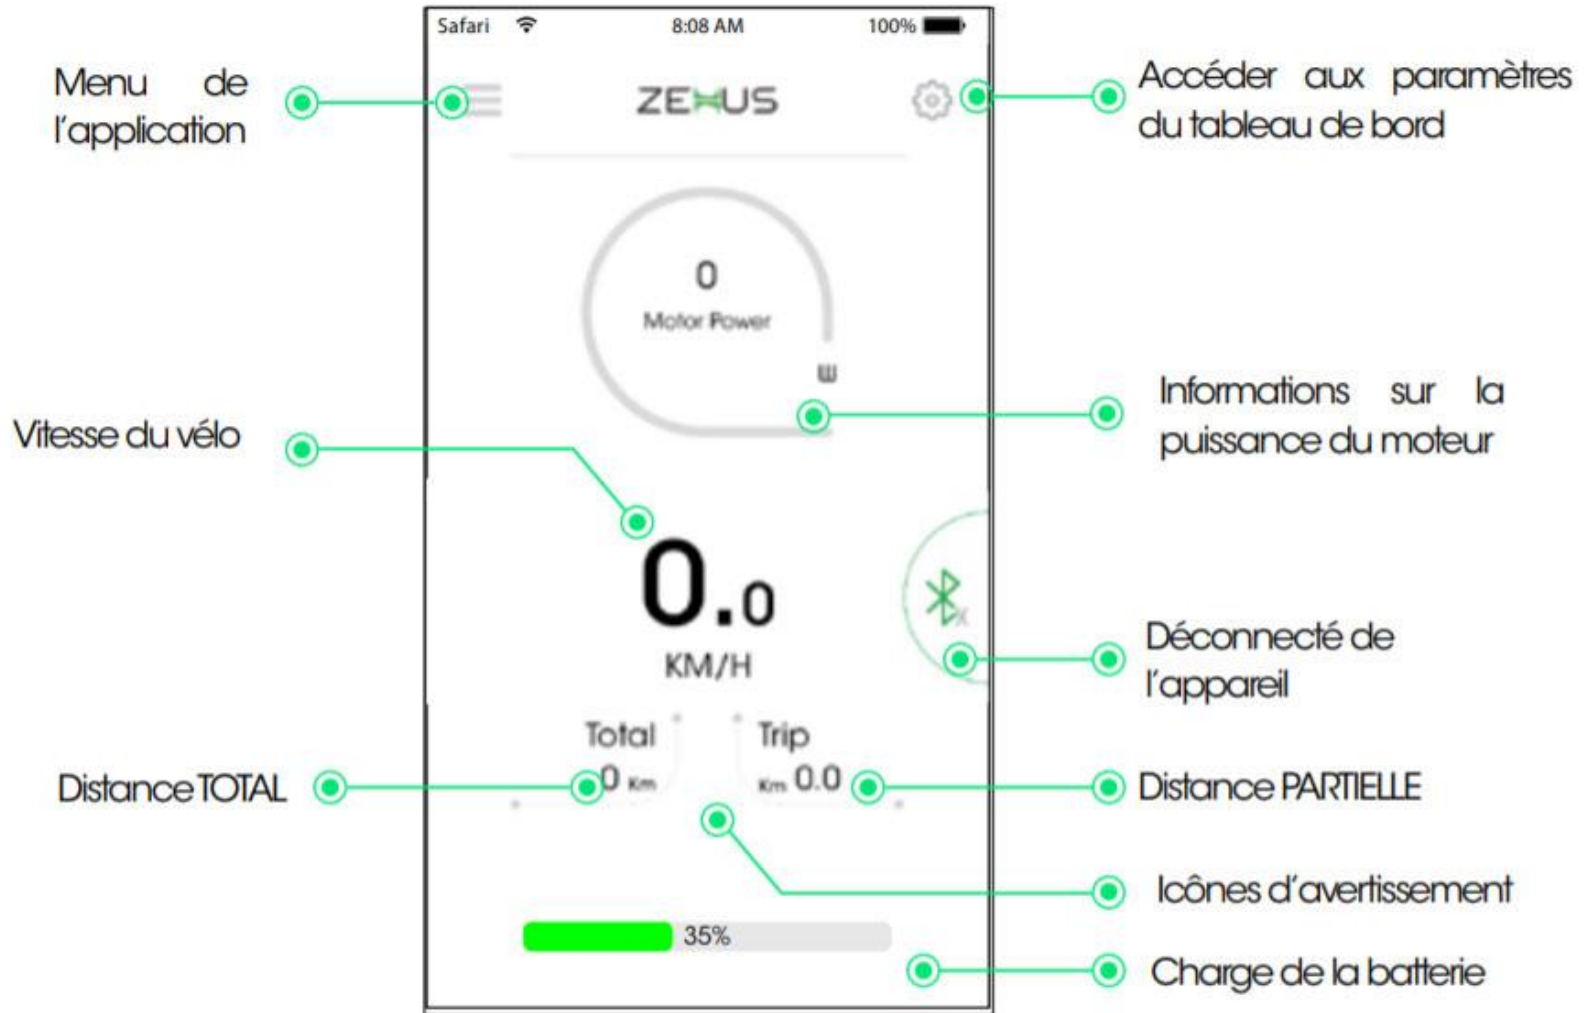 Safari 8:08 AM 100%
Menu de
l'application
ZEHUS
Accéder aux paramètres
du tableau de bord
0
Motor Power
E
Informations sur la
puissance du moteur
Vitesse du vélo
0.0
KM/H
Déconnecté de
l'appareil
Total
0 Km
Trip
Km 0.0
Distance TOTAL
Distance PARTIELLE
Icônes d'avertissement
35%
Charge de la batterie